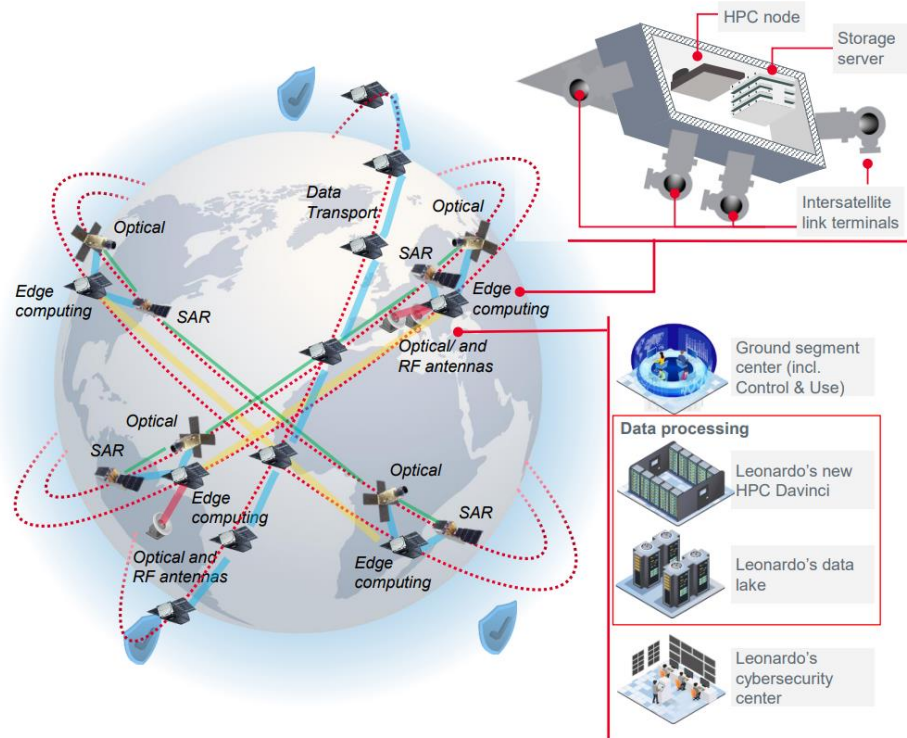 HPC node
Storage
server
Intersatellite
link terminals
Data
Transport
Optical
Optical
SAR
Edge
computing
SAR
Edge
computing
Optical/ and
RF antennas
Optical
SAR
Edge
computing
Optical and
RF antennas
Optical
SAR
Edge
computing
Ground segment
center (incl.
Control & Use)
Data processing
Leonardo's new
HPC Davinci
Leonardo's data
lake
Leonardo's
cybersecurity
center